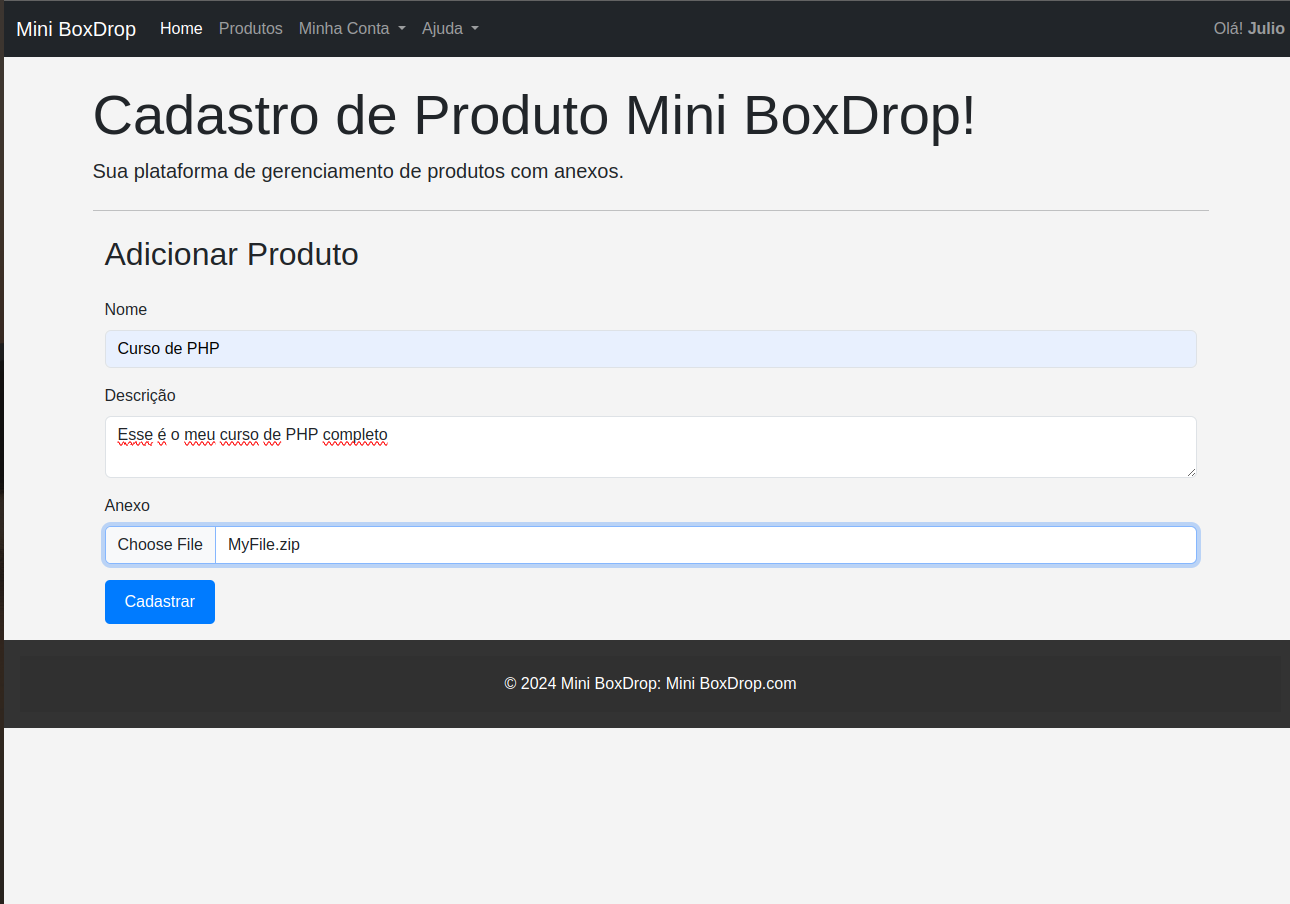 Mini BoxDrop Home Produtos Minha Conta Ajuda Olá! Julio
Cadastro de Produto Mini BoxDrop!
Sua plataforma de gerenciamento de produtos com anexos.
Adicionar Produto
Nome
Curso de PHP
Descrição
Esse é o meu curso de PHP completo
Anexo
Choose File MyFile.zip
Cadastrar
© 2024 Mini BoxDrop: Mini BoxDrop.com